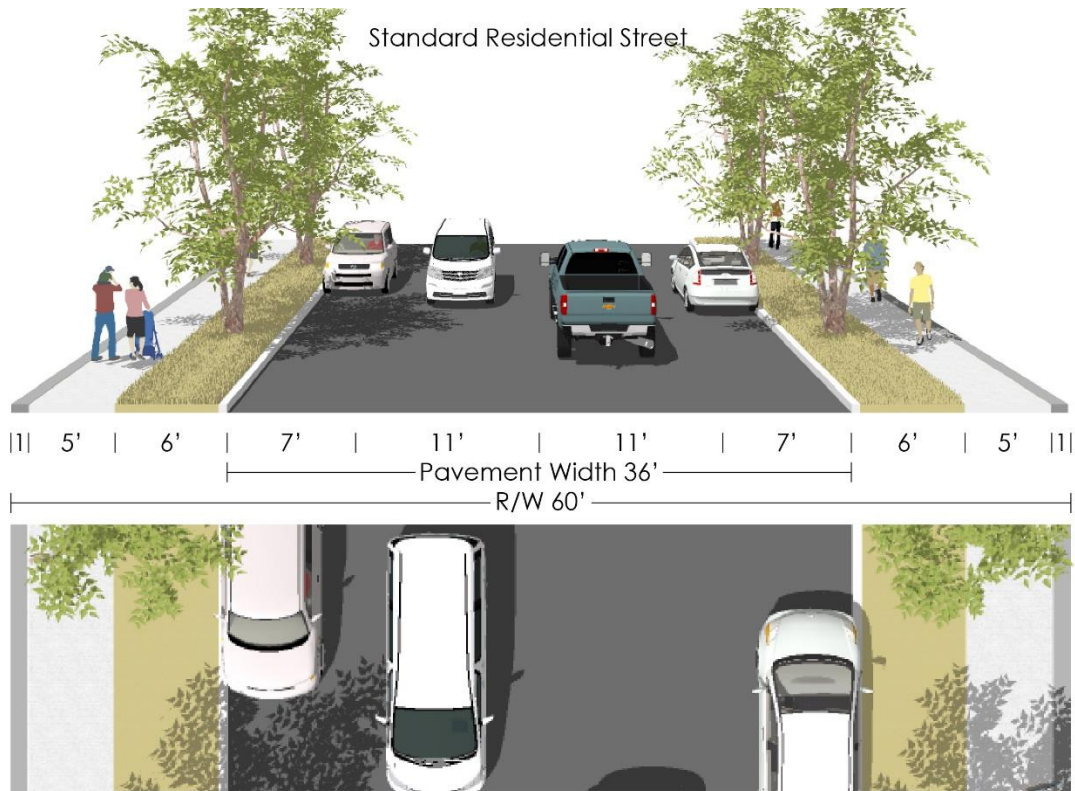 Standard Residential Street
|1| 5' | 6' | 7' | 11' | 11' | 7' | 6' | 5' |1|
Pavement Width 36'
R/W 60'